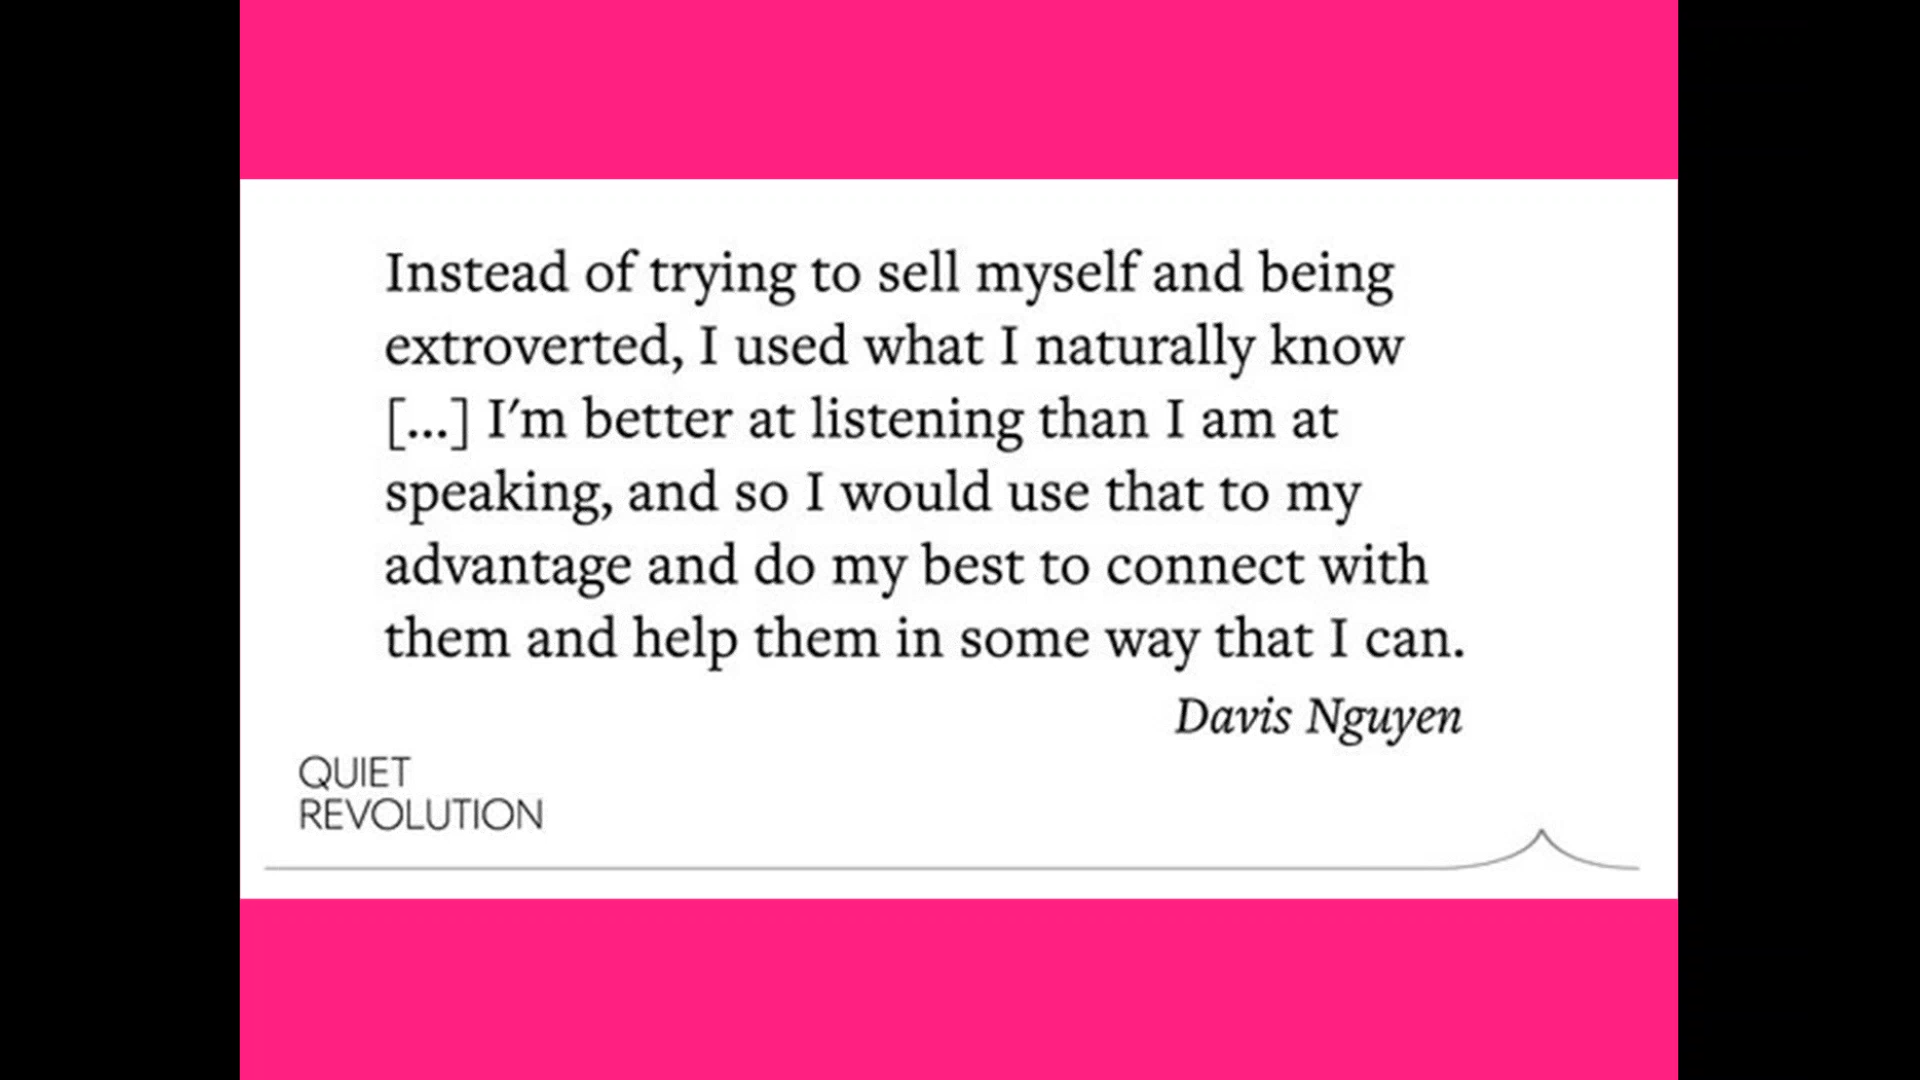 Instead of trying to sell myself and being
extroverted, I used what I naturally know
[...] I'm better at listening than I am at
speaking, and so I would use that to my
advantage and do my best to connect with
them and help them in some way that I can.
Davis Nguyen
QUIET
REVOLUTION